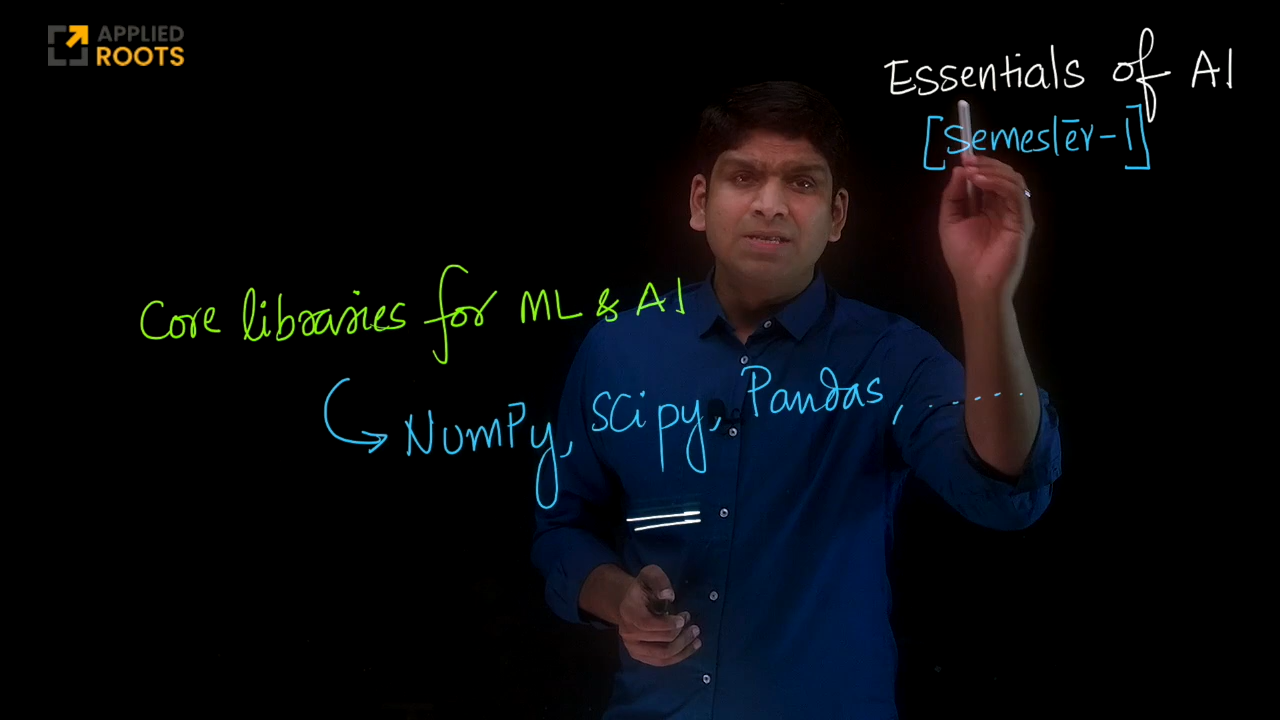 APPLIED
ROOTS
Essentials of AI
[Semester-1]
Core libraries for ML & AI
NumPy, SciPy, Pandas, ......